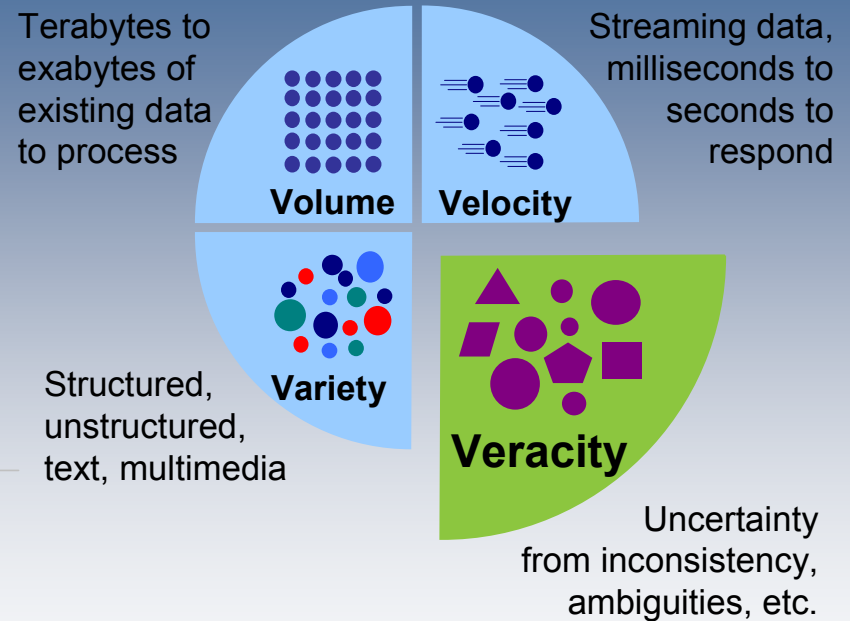 Terabytes to
exabytes of
existing data
to process
Volume
Streaming data,
milliseconds to
seconds to
respond
Velocity
Structured,
unstructured,
text, multimedia
Variety
Veracity
Uncertainty
from inconsistency,
ambiguities, etc.